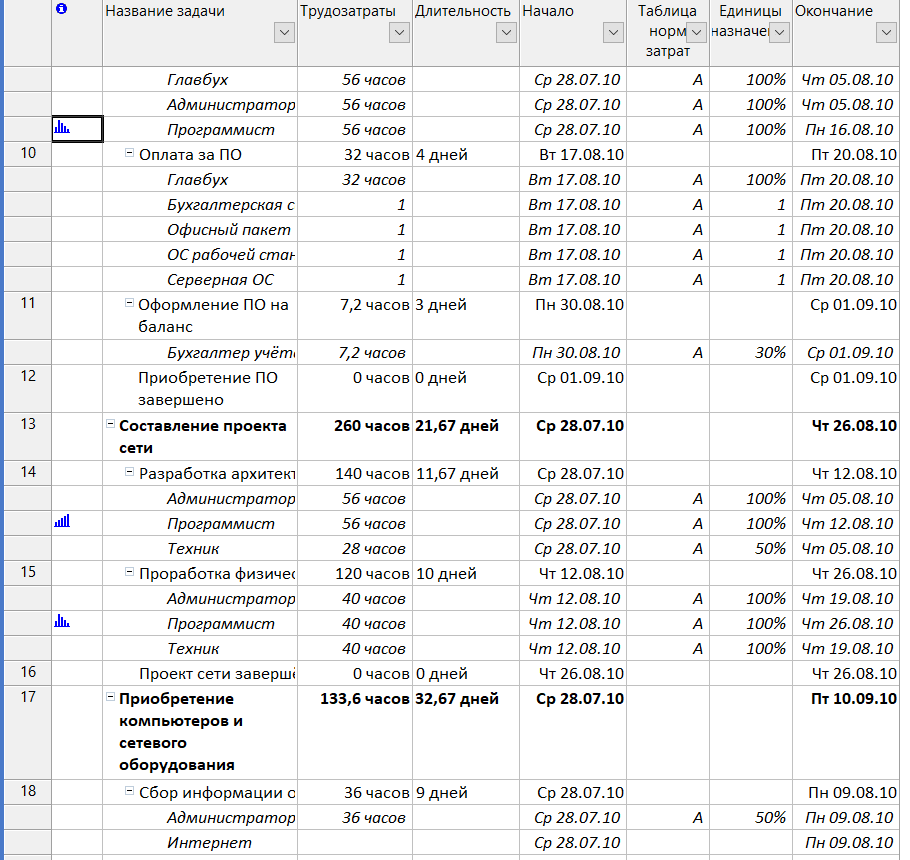 Название задачи Трудозатраты Длительность Начало Таблица норм затрат Единицы назначе Окончание
Главбух 56 часов Ср 28.07.10 A 100% Чт 05.08.10
Администратор 56 часов Ср 28.07.10 A 100% Чт 05.08.10
Программист 56 часов Ср 28.07.10 A 100% Пн 16.08.10
10 Оплата за ПО 32 часов 4 дней Вт 17.08.10 Пт 20.08.10
Главбух 32 часов Вт 17.08.10 A 100% Пт 20.08.10
Бухгалтерская с 1 Вт 17.08.10 A 1 Пт 20.08.10
Офисный пакет 1 Вт 17.08.10 A 1 Пт 20.08.10
ОС рабочей стан 1 Вт 17.08.10 A 1 Пт 20.08.10
Серверная ОС 1 Вт 17.08.10 A 1 Пт 20.08.10
11 Оформление ПО на 7,2 часов 3 дней Пн 30.08.10 Ср 01.09.10
баланс
Бухгалтер учёта 7,2 часов Пн 30.08.10 A 30% Ср 01.09.10
12 Приобретение ПО 0 часов 0 дней Ср 01.09.10 Ср 01.09.10
завершено
13 Составление проекта 260 часов 21,67 дней Ср 28.07.10 Чт 26.08.10
сети
14 Разработка архитект 140 часов 11,67 дней Ср 28.07.10 Чт 12.08.10
Администратор 56 часов Ср 28.07.10 A 100% Чт 05.08.10
Программист 56 часов Ср 28.07.10 A 100% Чт 12.08.10
Техник 28 часов Ср 28.07.10 A 50% Чт 05.08.10
15 Проработка физичес 120 часов 10 дней Чт 12.08.10 Чт 26.08.10
Администратор 40 часов Чт 12.08.10 A 100% Чт 19.08.10
Программист 40 часов Чт 12.08.10 A 100% Чт 26.08.10
Техник 40 часов Чт 12.08.10 A 100% Чт 19.08.10
16 Проект сети заверше 0 часов 0 дней Чт 26.08.10 Чт 26.08.10
17 Приобретение 133,6 часов 32,67 дней Ср 28.07.10 Пт 10.09.10
компьютеров и
сетевого
оборудования
18 Сбор информации о 36 часов 9 дней Ср 28.07.10 Пн 09.08.10
Администратор 36 часов Ср 28.07.10 A 50% Пн 09.08.10
Интернет Ср 28.07.10 Пн 09.08.10